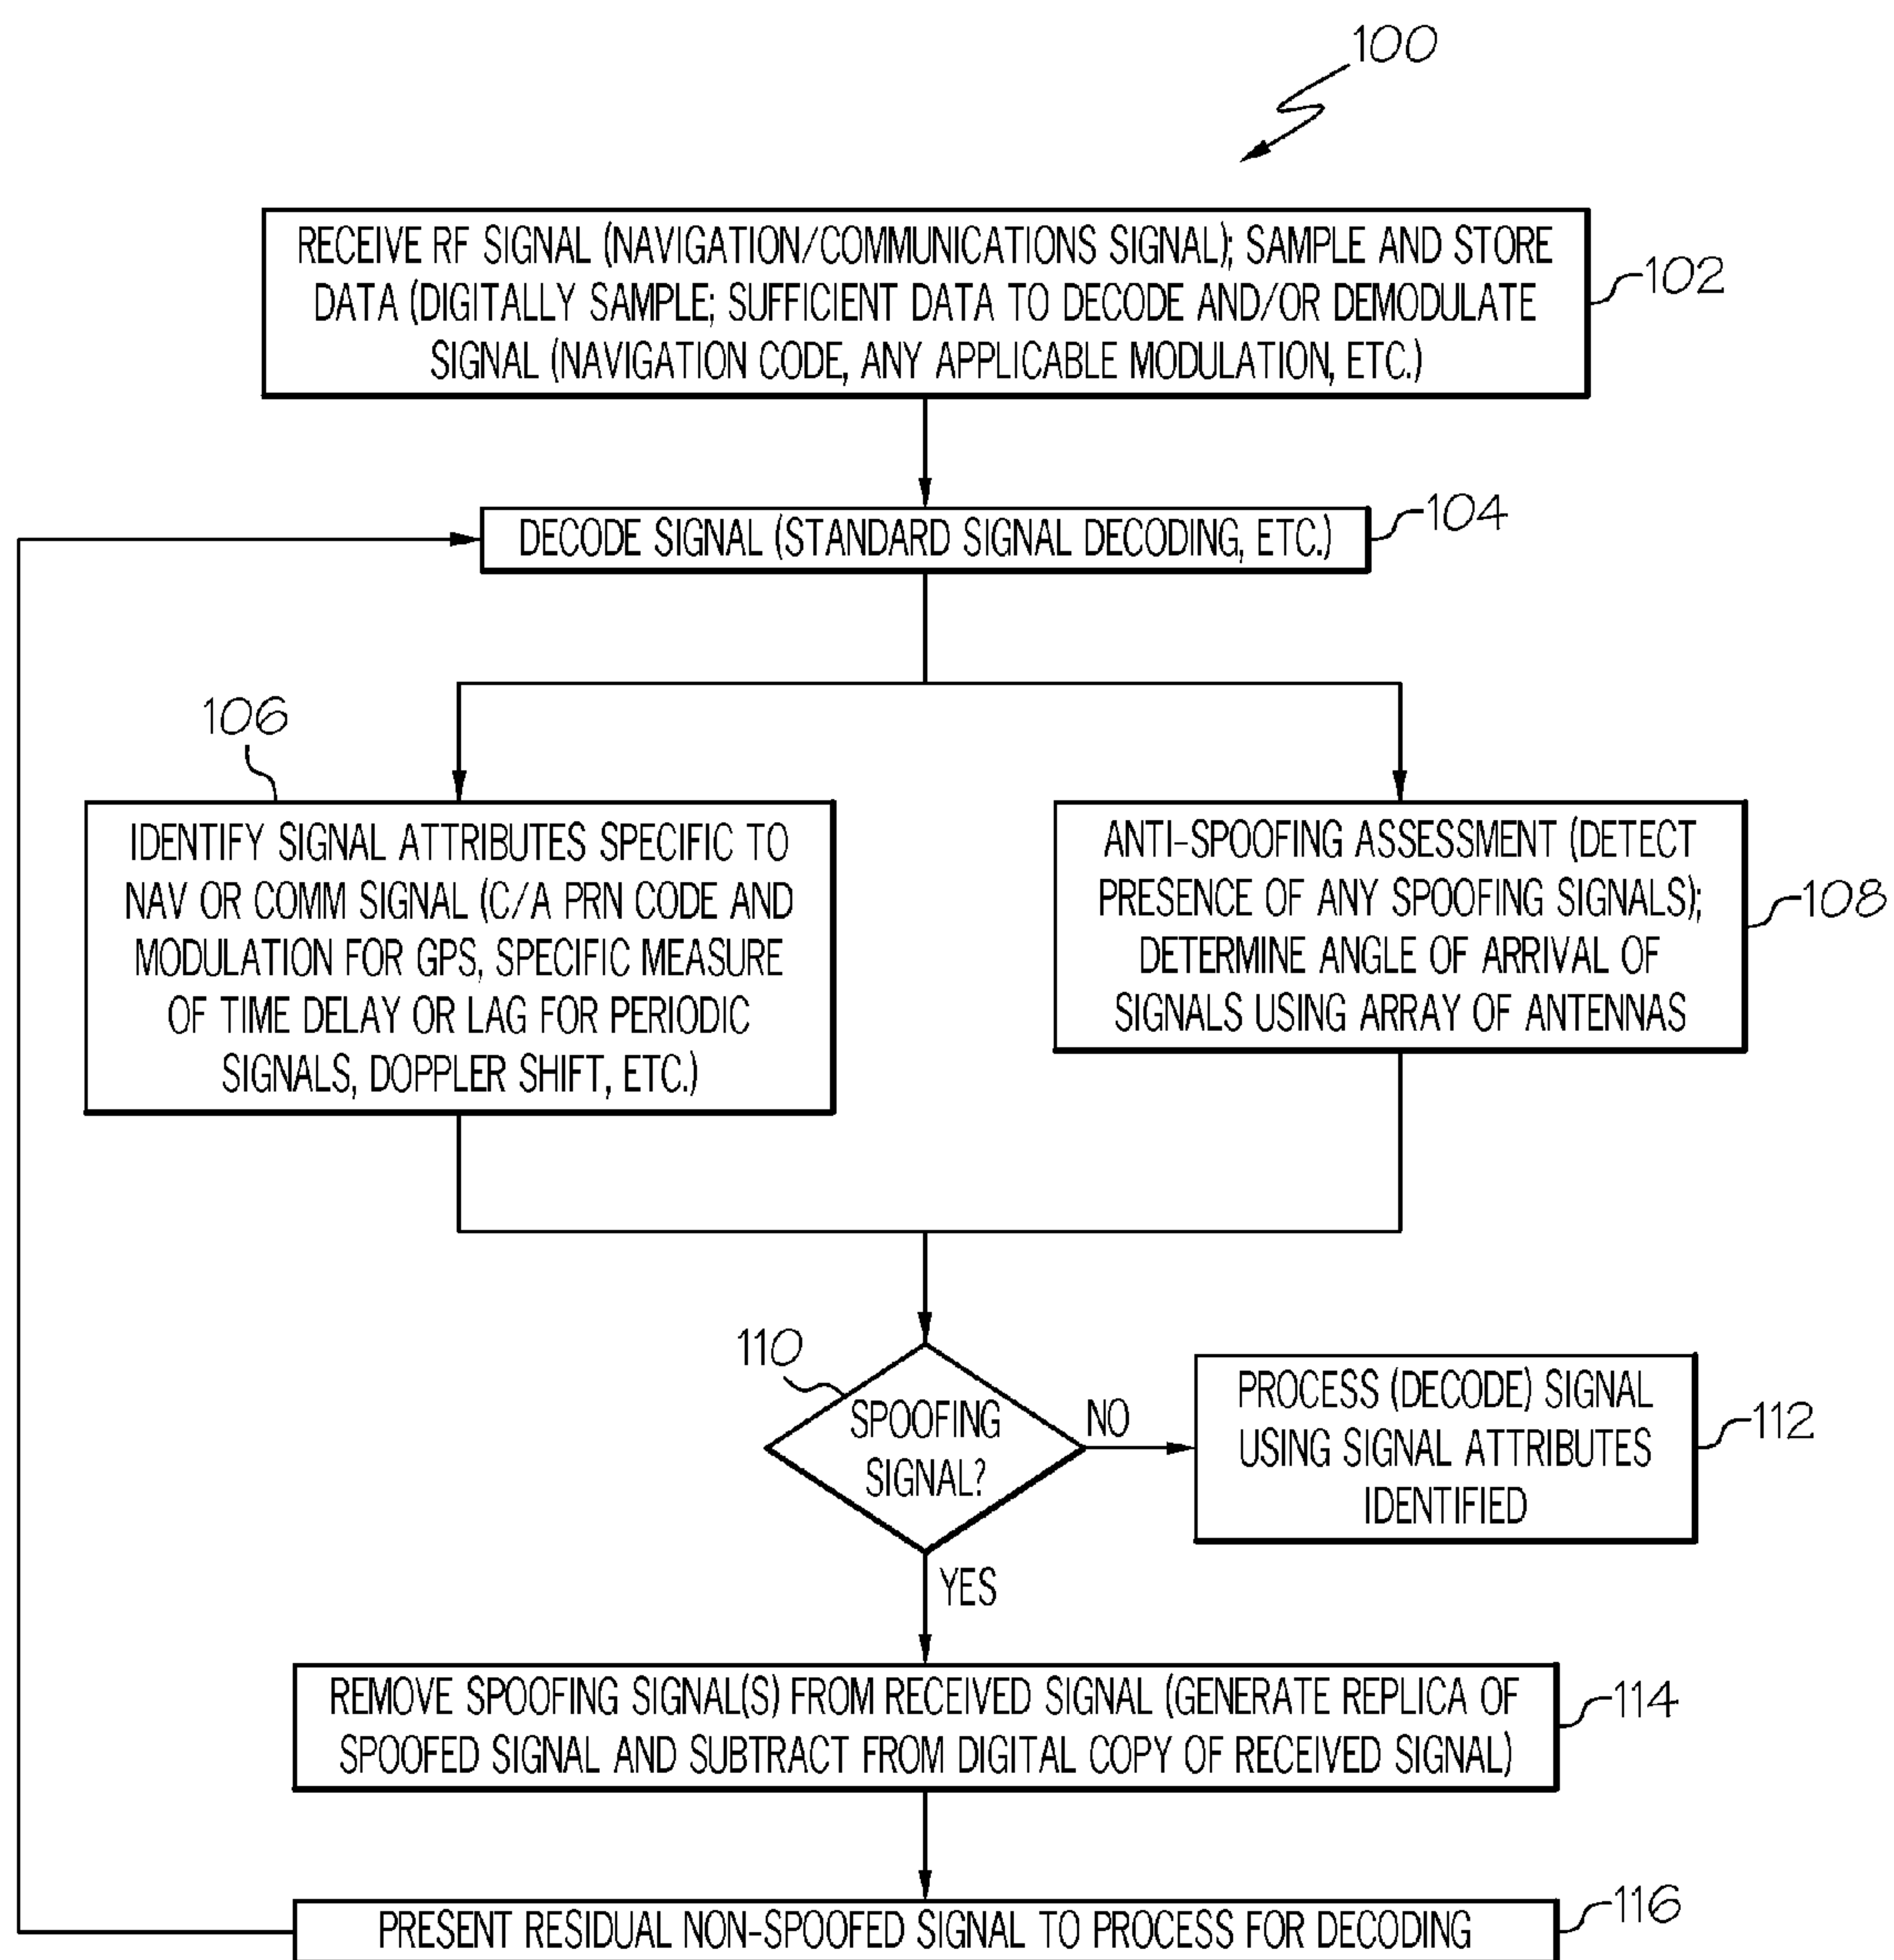 100
RECEIVE RF SIGNAL (NAVIGATION/COMMUNICATIONS SIGNAL); SAMPLE AND STORE
DATA (DIGITALLY SAMPLE; SUFFICIENT DATA TO DECODE AND/OR DEMODULATE
SIGNAL (NAVIGATION CODE, ANY APPLICABLE MODULATION, ETC.)
102
DECODE SIGNAL (STANDARD SIGNAL DECODING, ETC.)
104
106
IDENTIFY SIGNAL ATTRIBUTES SPECIFIC TO
NAV OR COMM SIGNAL (C/A PRN CODE AND
MODULATION FOR GPS, SPECIFIC MEASURE
OF TIME DELAY OR LAG FOR PERIODIC
SIGNALS, DOPPLER SHIFT, ETC.)
ANTI-SPOOFING ASSESSMENT (DETECT
PRESENCE OF ANY SPOOFING SIGNALS);
DETERMINE ANGLE OF ARRIVAL OF
SIGNALS USING ARRAY OF ANTENNAS
108
110
SPOOFING
SIGNAL?
NO
PROCESS (DECODE) SIGNAL
USING SIGNAL ATTRIBUTES
IDENTIFIED
112
YES
REMOVE SPOOFING SIGNAL(S) FROM RECEIVED SIGNAL (GENERATE REPLICA OF
SPOOFED SIGNAL AND SUBTRACT FROM DIGITAL COPY OF RECEIVED SIGNAL)
114
PRESENT RESIDUAL NON-SPOOFED SIGNAL TO PROCESS FOR DECODING
116